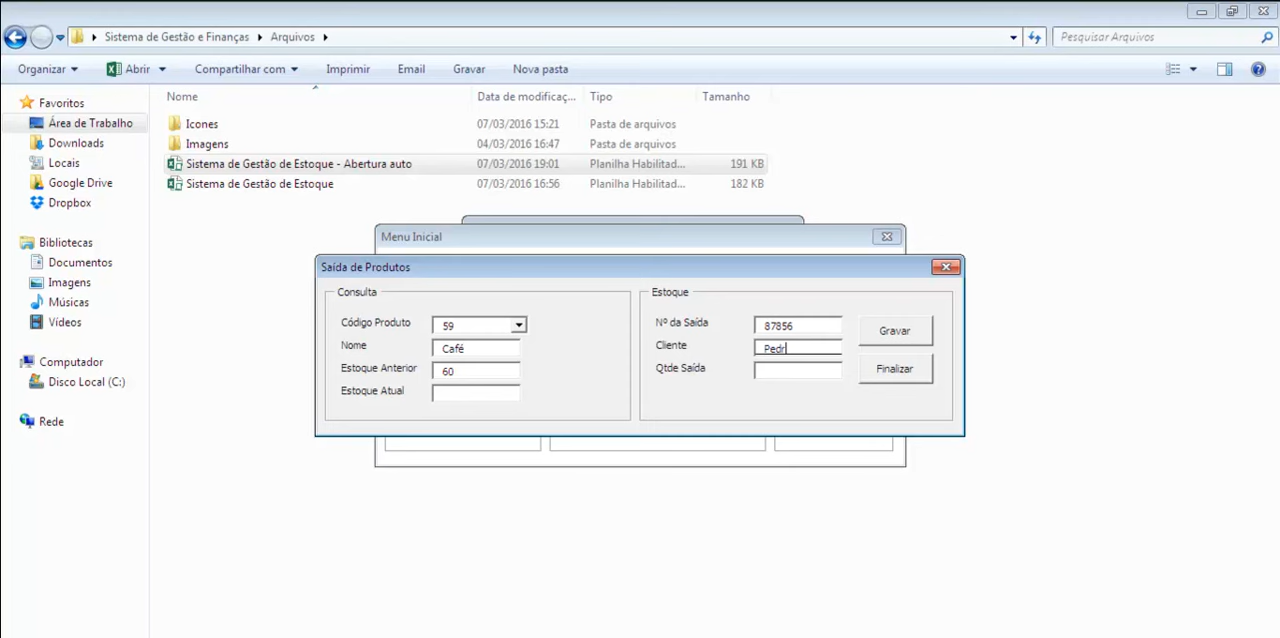 Sistema de Gestão e Finanças
Arquivos
Pesquisar Arquivos
Organizar
Abrir
Compartilhar com
Imprimir
Email
Gravar
Nova pasta
Favoritos
Área de Trabalho
Downloads
Locais
Google Drive
Dropbox
Bibliotecas
Documentos
Imagens
Músicas
Vídeos
Computador
Disco Local (C:)
Rede
Nome Data de modificaç... Tipo Tamanho
Icones 07/03/2016 15:21 Pasta de arquivos
Imagens 04/03/2016 16:47 Pasta de arquivos
Sistema de Gestão de Estoque - Abertura auto 07/03/2016 19:01 Planilha Habilitad... 191 KB
Sistema de Gestão de Estoque 07/03/2016 16:56 Planilha Habilitad... 182 KB
Menu Inicial
Saída de Produtos
Consulta
Código Produto 59
Nome Café
Estoque Anterior 60
Estoque Atual
Estoque
Nº da Saída 87856
Cliente Pedr
Qtde Saída
Gravar
Finalizar